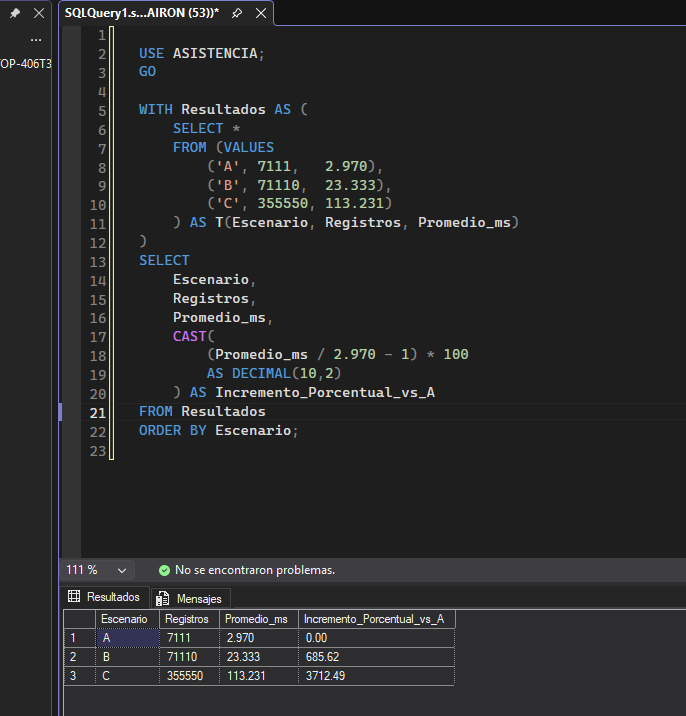 SQLQuery1.s...AIRON (53))*
...
OP-406T3
1
2 USE ASISTENCIA;
3 GO
4
5 WITH Resultados AS (
6 SELECT *
7 FROM (VALUES
8 ('A', 7111, 2.970),
9 ('B', 71110, 23.333),
10 ('C', 355550, 113.231)
11 ) AS T(Escenario, Registros, Promedio_ms)
12 )
13 SELECT
14 Escenario,
15 Registros,
16 Promedio_ms,
17 CAST(
18 (Promedio_ms / 2.970 - 1) * 100
19 AS DECIMAL(10,2)
20 ) AS Incremento_Porcentual_vs_A
21 FROM Resultados
22 ORDER BY Escenario;
23
111 % No se encontraron problemas.
Resultados Mensajes
Escenario Registros Promedio_ms Incremento_Porcentual_vs_A
1 A 7111 2.970 0.00
2 B 71110 23.333 685.62
3 C 355550 113.231 3712.49